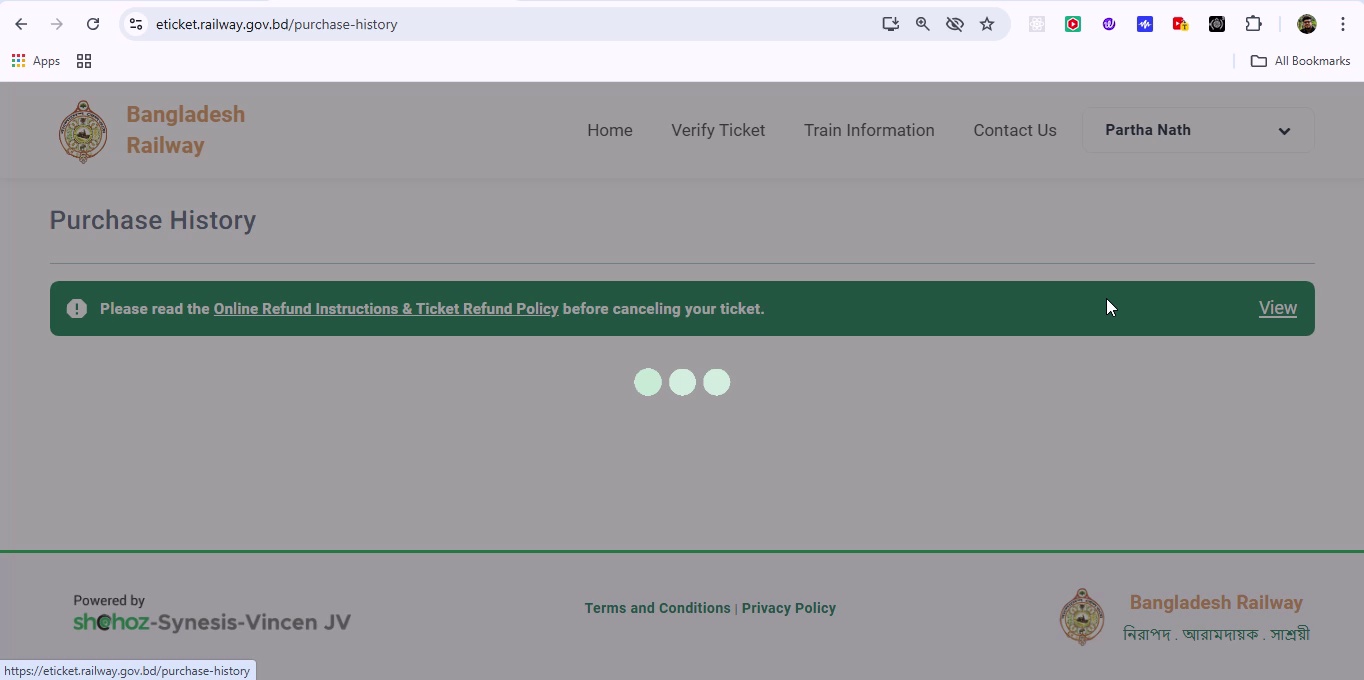 eticket.railway.gov.bd/purchase-history
Apps
All Bookmarks
Bangladesh
Railway
Home
Verify Ticket
Train Information
Contact Us
Partha Nath
Purchase History
Please read the Online Refund Instructions & Ticket Refund Policy before canceling your ticket.
View
Powered by
shohoz-Synesis-Vincen JV
Terms and Conditions | Privacy Policy
Bangladesh Railway
নিরাপদ . আরামদায়ক . সাশ্রয়ী
https://eticket.railway.gov.bd/purchase-history